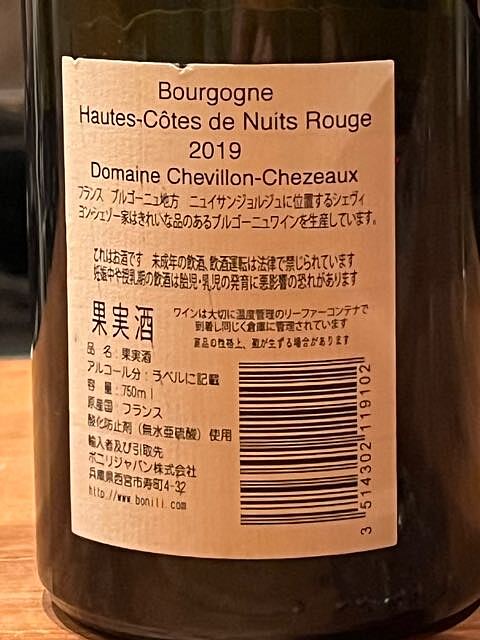 Bourgogne
Hautes-Côtes de Nuits Rouge
2019
Domaine Chevillon-Chezeaux
フランス ブルゴーニュ地方 ニュイサンジョルジュに位置するシェヴィ
ヨン・シェゾー家はきれいな品のあるブルゴーニュワインを生産しています。
これはお酒です 未成年の飲酒、飲酒運転は法律で禁じられています
妊娠中や授乳期の飲酒は胎児・乳児の発育に悪影響の恐れがあります
果実酒
ワインは大切に温度管理のリーファーコンテナで
到着し同じく倉庫に管理されています
商品の性格上、澱が生ずる場合が あります
品 名:果実酒
アルコール分:ラベルに記載
容 量:750ml
原産国:フランス
酸化防止剤(無水亜硫酸)使用
輸入者及び引取先
ボニリジャパン株式会社
兵庫県西宮市寿町4-32
http://www.bonili.com
3 514302 119102